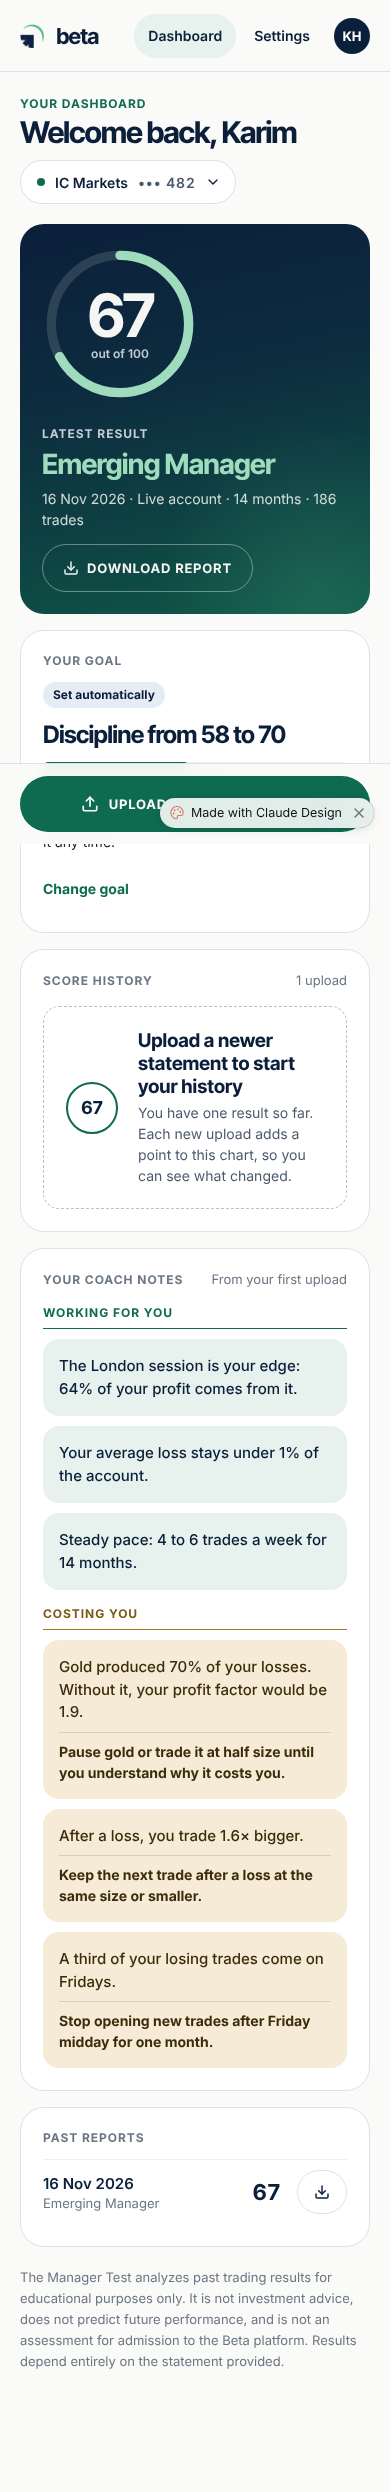 beta
Dashboard
Settings
KH
YOUR DASHBOARD
Welcome back, Karim
IC Markets ••• 482
67
out of 100
LATEST RESULT
Emerging Manager
16 Nov 2026 · Live account · 14 months · 186
trades
DOWNLOAD REPORT
YOUR GOAL
Set automatically
Discipline from 58 to 70
UPLOAD
Made with Claude Design
it any time.
Change goal
SCORE HISTORY
1 upload
67
Upload a newer
statement to start
your history
You have one result so far.
Each new upload adds a
point to this chart, so you
can see what changed.
YOUR COACH NOTES
From your first upload
WORKING FOR YOU
The London session is your edge:
64% of your profit comes from it.
Your average loss stays under 1% of
the account.
Steady pace: 4 to 6 trades a week for
14 months.
COSTING YOU
Gold produced 70% of your losses.
Without it, your profit factor would be
1.9.
Pause gold or trade it at half size until
you understand why it costs you.
After a loss, you trade 1.6× bigger.
Keep the next trade after a loss at the
same size or smaller.
A third of your losing trades come on
Fridays.
Stop opening new trades after Friday
midday for one month.
PAST REPORTS
16 Nov 2026
Emerging Manager
67
The Manager Test analyzes past trading results for
educational purposes only. It is not investment advice,
does not predict future performance, and is not an
assessment for admission to the Beta platform. Results
depend entirely on the statement provided.